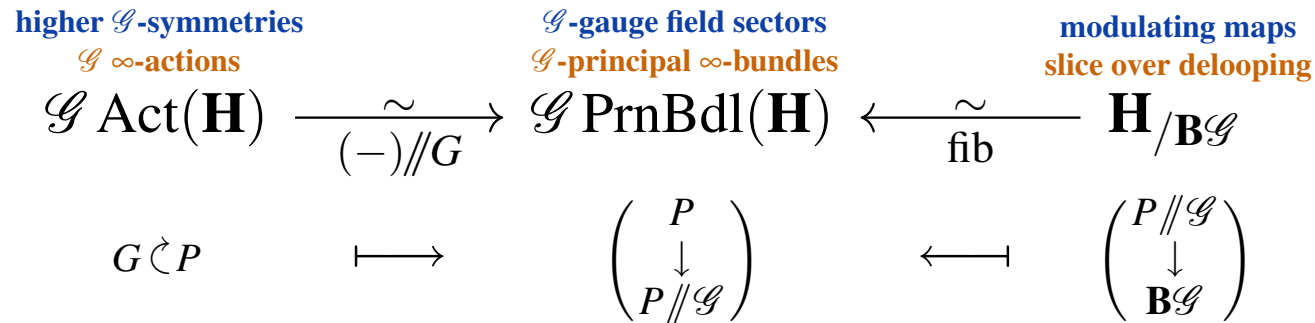 higher 𝒢-symmetries 𝒢-gauge field sectors modulating maps
𝒢 ∞-actions 𝒢-principal ∞-bundles slice over delooping
𝒢 Act(𝐇) ∼ 𝒢 PrnBdl(𝐇) ∼ 𝐇/𝐁𝒢
(−)⫽G fib
P P⫽𝒢
G⤿P ⟼ ↓ ⟻ ↓
P⫽𝒢 𝐁𝒢